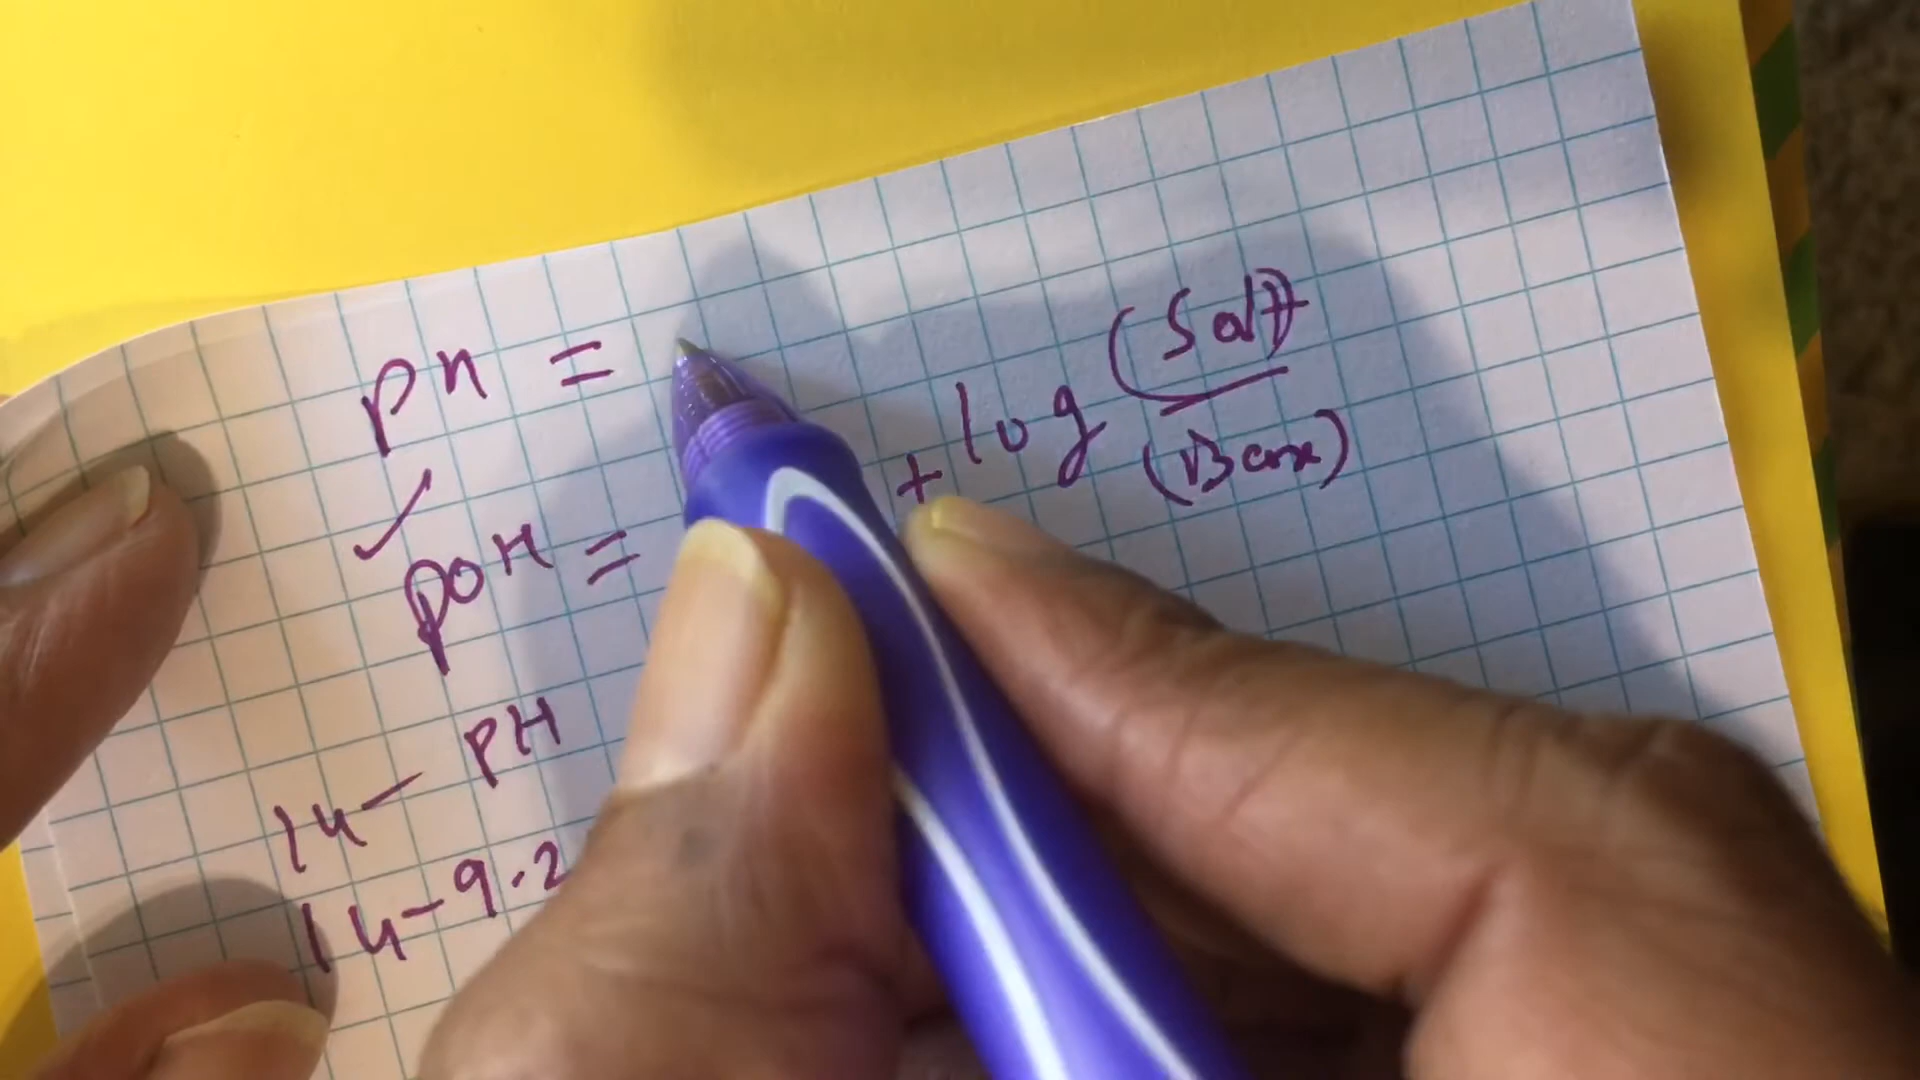 pH =
pOH = + log (Salt)
(Base)
14 - pH
14 - 9.2